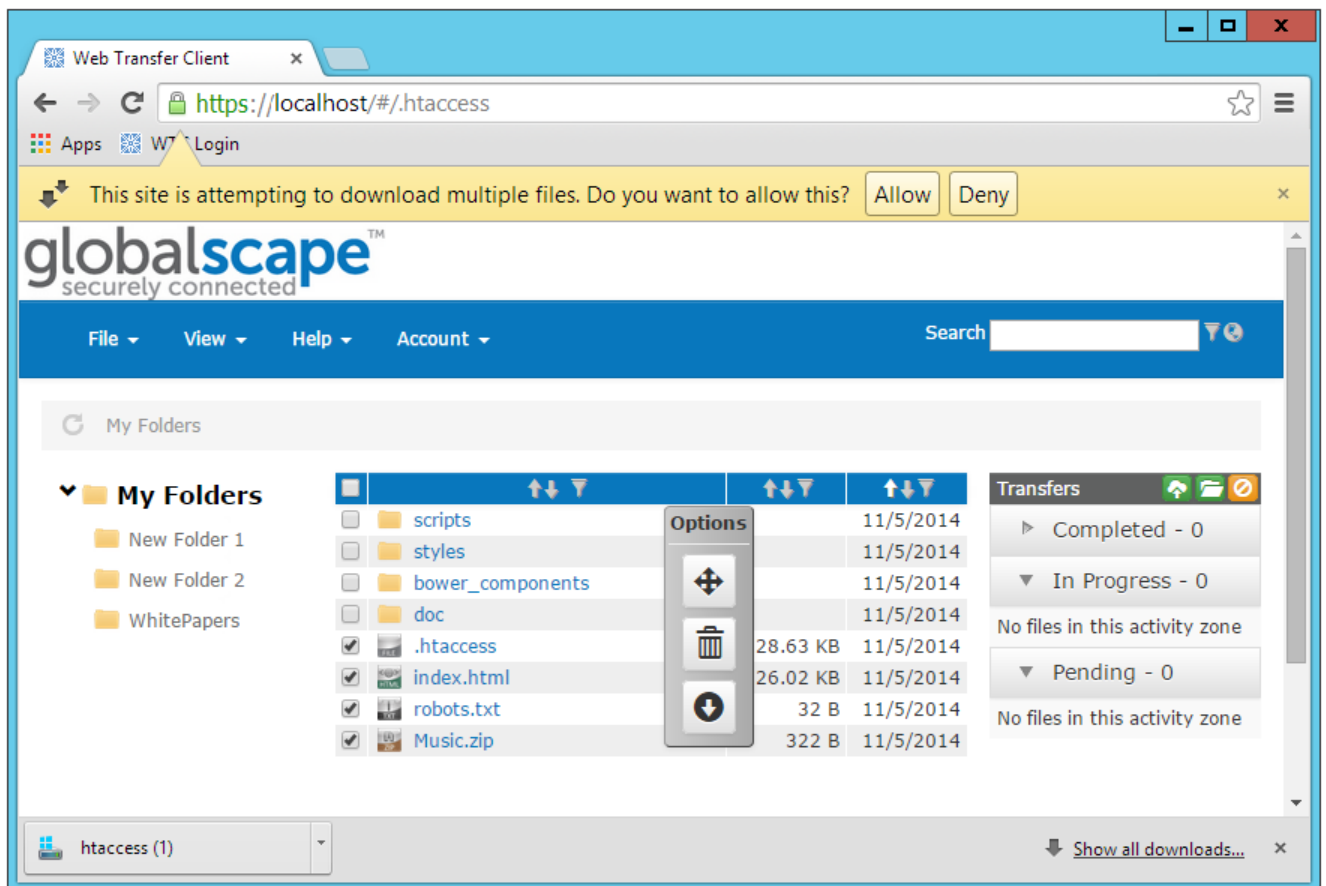 Web Transfer Client
https://localhost/#/.htaccess
Apps
Login
This site is attempting to download multiple files. Do you want to allow this? Allow Deny
globalscape™
securely connected
File View Help Account Search
My Folders
My Folders
New Folder 1
New Folder 2
WhitePapers
scripts 11/5/2014
styles 11/5/2014
bower_components 11/5/2014
doc 11/5/2014
.htaccess 28.63 KB 11/5/2014
index.html 26.02 KB 11/5/2014
robots.txt 32 B 11/5/2014
Music.zip 322 B 11/5/2014
Options
Transfers
Completed - 0
In Progress - 0
No files in this activity zone
Pending - 0
No files in this activity zone
htaccess (1) Show all downloads...